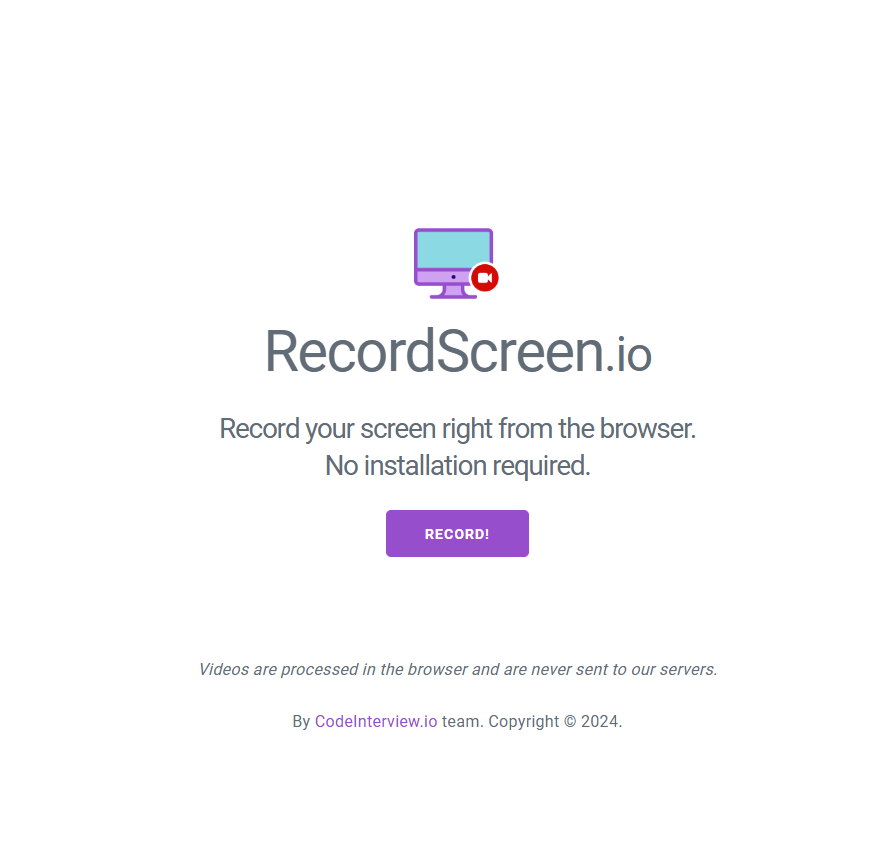 RecordScreen.io
Record your screen right from the browser.
No installation required.
RECORD!
Videos are processed in the browser and are never sent to our servers.
By CodeInterview.io team. Copyright © 2024.